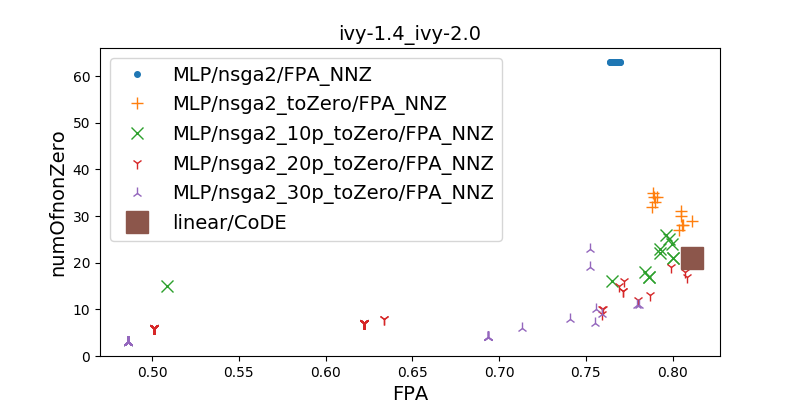 ivy-1.4_ivy-2.0
MLP/nsga2/FPA_NNZ
MLP/nsga2_toZero/FPA_NNZ
MLP/nsga2_10p_toZero/FPA_NNZ
MLP/nsga2_20p_toZero/FPA_NNZ
MLP/nsga2_30p_toZero/FPA_NNZ
linear/CoDE
numOfnonZero
60
50
40
30
20
10
0
0.50 0.55 0.60 0.65 0.70 0.75 0.80
FPA